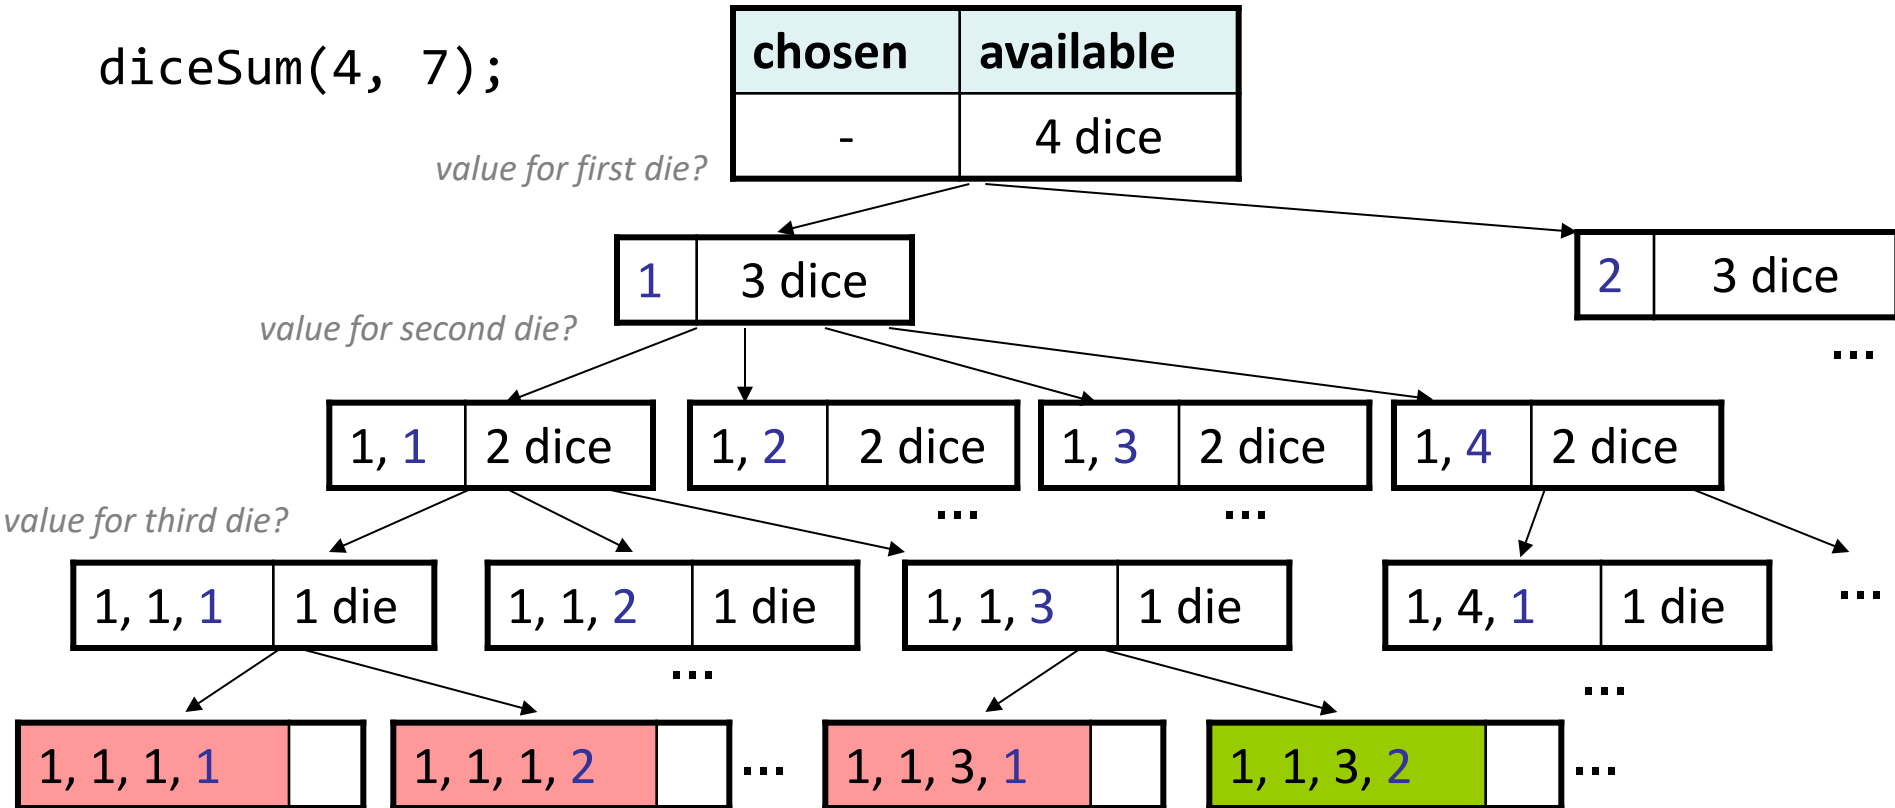 diceSum(4, 7);
chosen available
- 4 dice
value for first die?
1 3 dice
2 3 dice
...
value for second die?
1, 1 2 dice
1, 2 2 dice
1, 3 2 dice
1, 4 2 dice
...
...
value for third die?
1, 1, 1 1 die
1, 1, 2 1 die
1, 1, 3 1 die
1, 4, 1 1 die
...
...
...
1, 1, 1, 1
1, 1, 1, 2
...
1, 1, 3, 1
1, 1, 3, 2
...